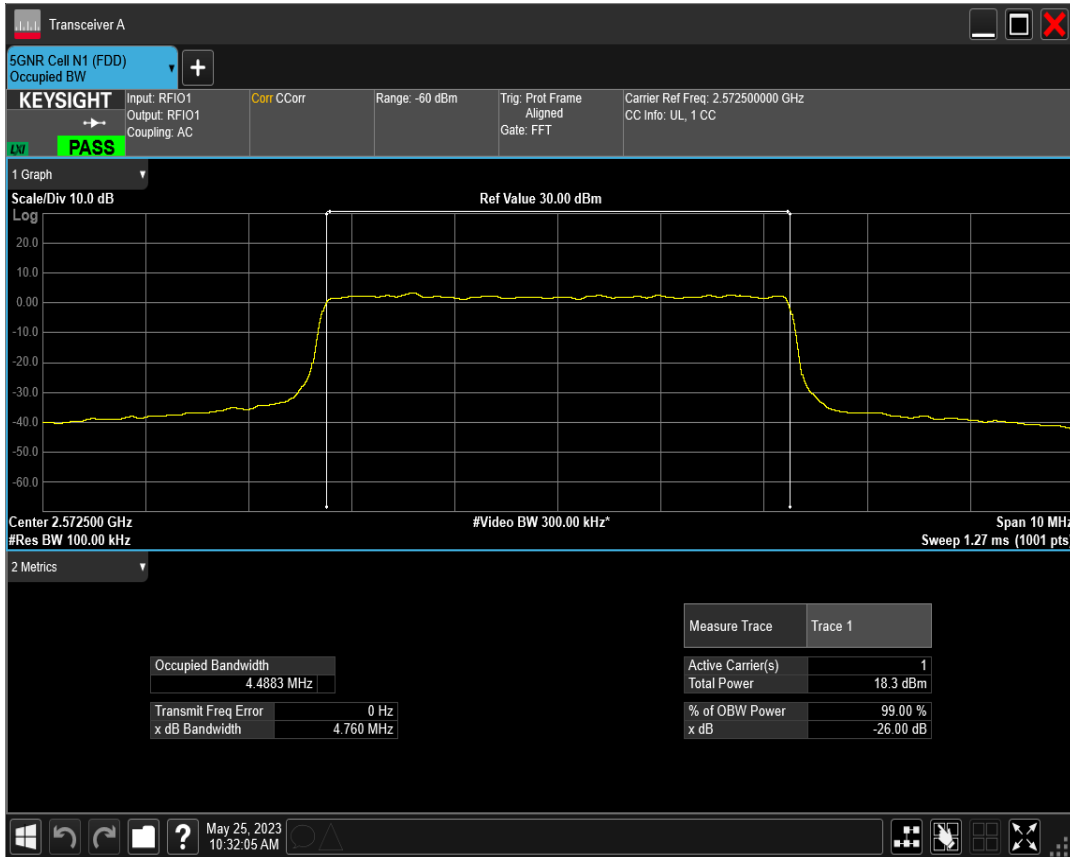 Transceiver A
5GNR Cell N1 (FDD)
Occupied BW
+
KEYSIGHT
LXI
PASS
Input: RFIO1
Output: RFIO1
Coupling: AC
Corr CCorr
Range: -60 dBm
Trig: Prot Frame
Aligned
Gate: FFT
Carrier Ref Freq: 2.572500000 GHz
CC Info: UL, 1 CC
1 Graph
Scale/Div 10.0 dB
Ref Value 30.00 dBm
Log
20.0
10.0
0.00
-10.0
-20.0
-30.0
-40.0
-50.0
-60.0
Center 2.572500 GHz
#Video BW 300.00 kHz*
Span 10 MHz
#Res BW 100.00 kHz
Sweep 1.27 ms (1001 pts)
2 Metrics
Measure Trace Trace 1
Occupied Bandwidth
4.4883 MHz
Active Carrier(s) 1
Total Power 18.3 dBm
Transmit Freq Error 0 Hz
x dB Bandwidth 4.760 MHz
% of OBW Power 99.00 %
x dB -26.00 dB
?
May 25, 2023
10:32:05 AM